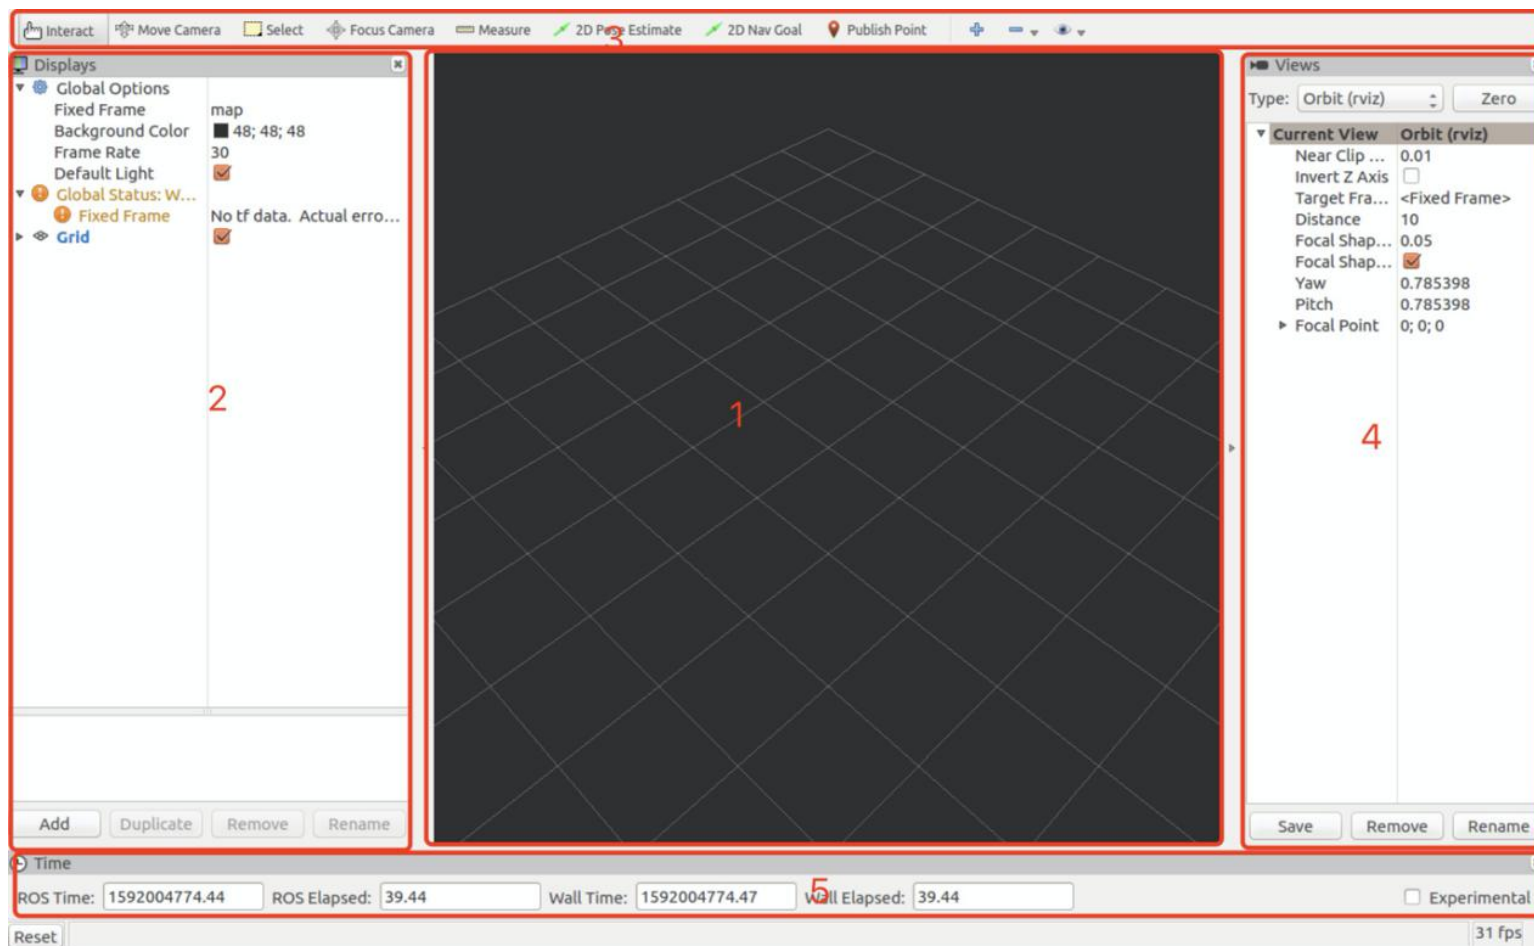 Interact Move Camera Select Focus Camera Measure 2D Pose Estimate 2D Nav Goal Publish Point
3
Displays
Global Options
Fixed Frame map
Background Color 48; 48; 48
Frame Rate 30
Default Light
Global Status: W...
Fixed Frame No tf data. Actual erro...
Grid
2
Add Duplicate Remove Rename
1
Views
Type: Orbit (rviz) Zero
Current View Orbit (rviz)
Near Clip ... 0.01
Invert Z Axis
Target Fra... <Fixed Frame>
Distance 10
Focal Shap... 0.05
Focal Shap...
Yaw 0.785398
Pitch 0.785398
Focal Point 0; 0; 0
4
Save Remove Rename
Time
ROS Time: 1592004774.44 ROS Elapsed: 39.44 Wall Time: 1592004774.47 Wall Elapsed: 39.44 Experimental
5
Reset 31 fps